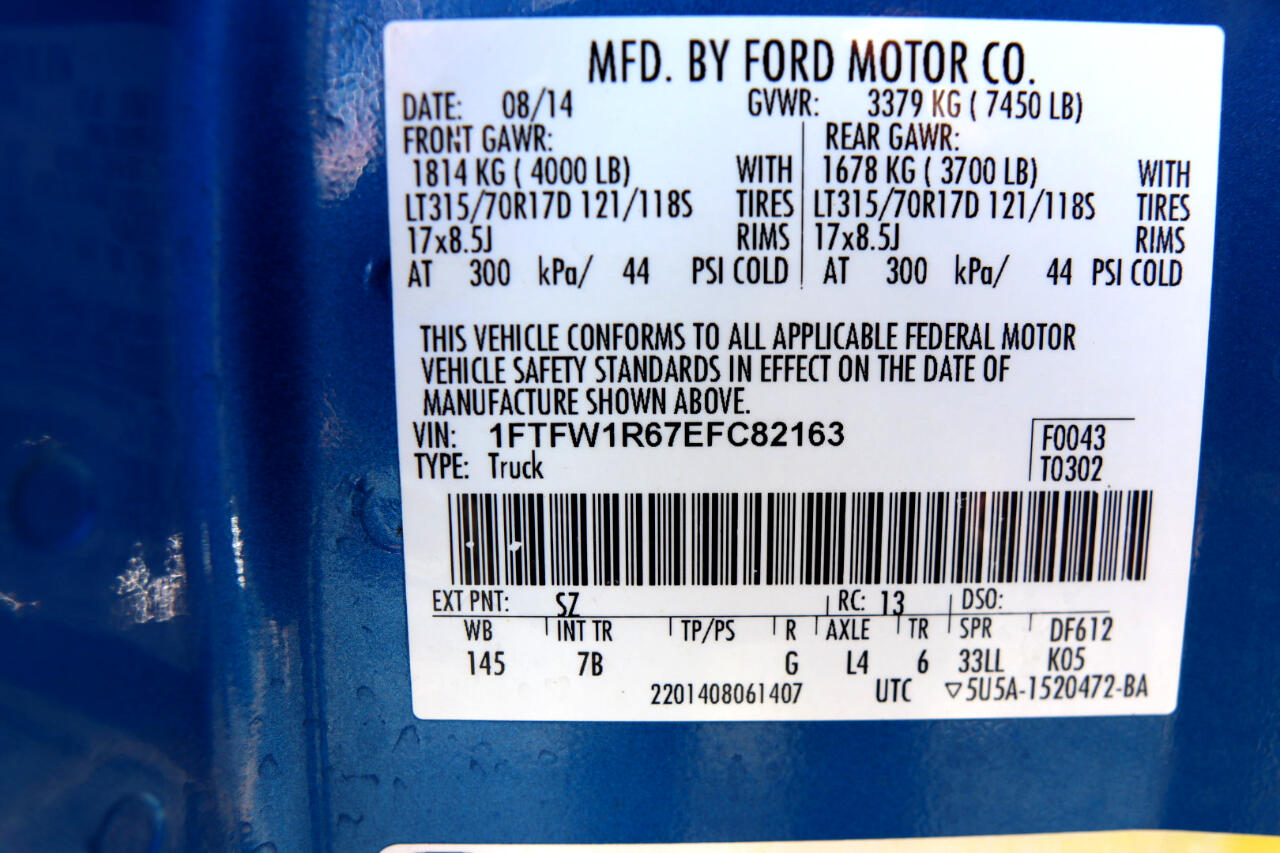 MFD. BY FORD MOTOR CO.
DATE: 08/14 GVWR: 3379 KG ( 7450 LB)
FRONT GAWR: REAR GAWR:
1814 KG ( 4000 LB) WITH 1678 KG ( 3700 LB) WITH
LT315/70R17D 121/118S TIRES LT315/70R17D 121/118S TIRES
17x8.5J RIMS 17x8.5J RIMS
AT 300 kPa/ 44 PSI COLD AT 300 kPa/ 44 PSI COLD
THIS VEHICLE CONFORMS TO ALL APPLICABLE FEDERAL MOTOR
VEHICLE SAFETY STANDARDS IN EFFECT ON THE DATE OF
MANUFACTURE SHOWN ABOVE.
VIN: 1FTFW1R67EFC82163 F0043
TYPE: Truck T0302
EXT PNT: SZ RC: 13 DSO:
WB INT TR TP/PS R AXLE TR SPR DF612
145 7B G L4 6 33LL K05
2201408061407 UTC ▽5U5A-1520472-BA